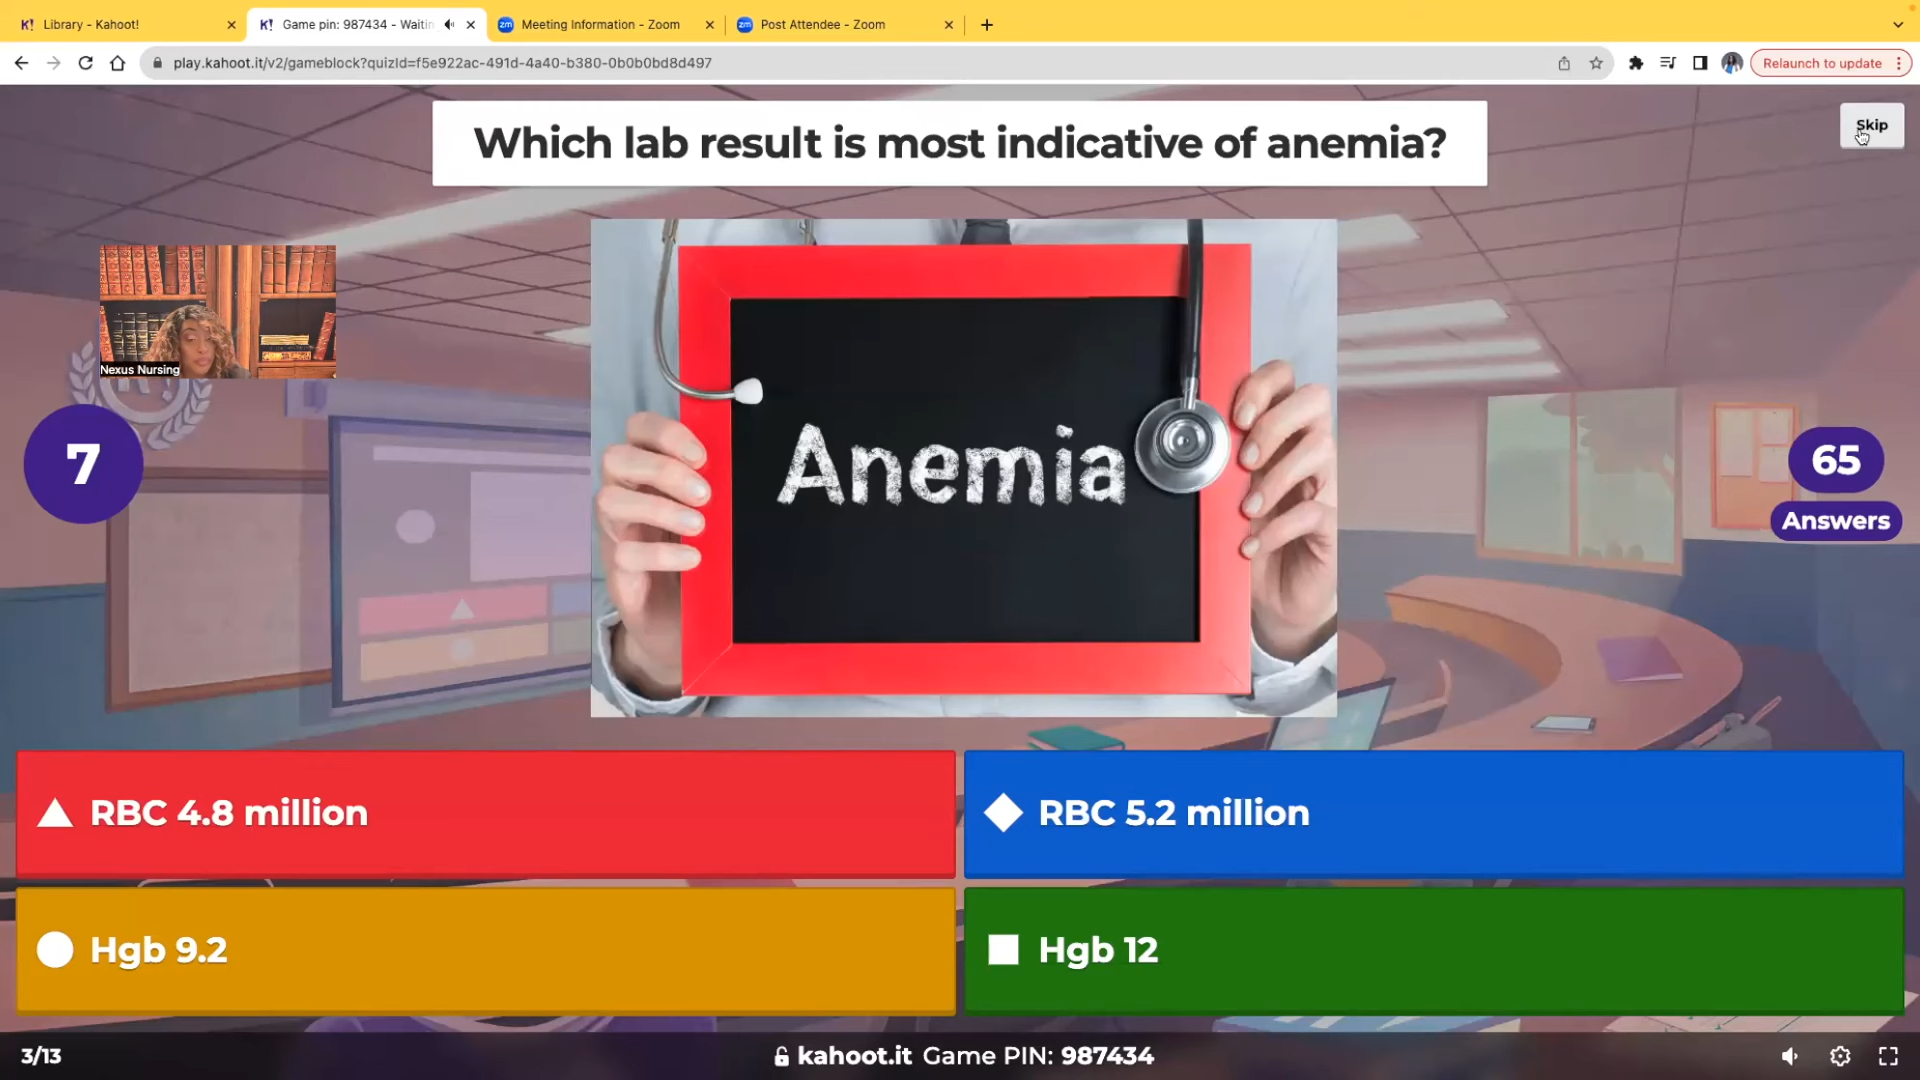 Library - Kahoot!
Game pin: 987434 - Waitin
Meeting Information - Zoom
Post Attendee - Zoom
play.kahoot.it/v2/gameblock?quizId=f5e922ac-491d-4a40-b380-0b0b0bd8d497
Relaunch to update
Which lab result is most indicative of anemia?
Skip
Nexus Nursing
7
Anemia
65
Answers
RBC 4.8 million
RBC 5.2 million
Hgb 9.2
Hgb 12
3/13
kahoot.it Game PIN: 987434